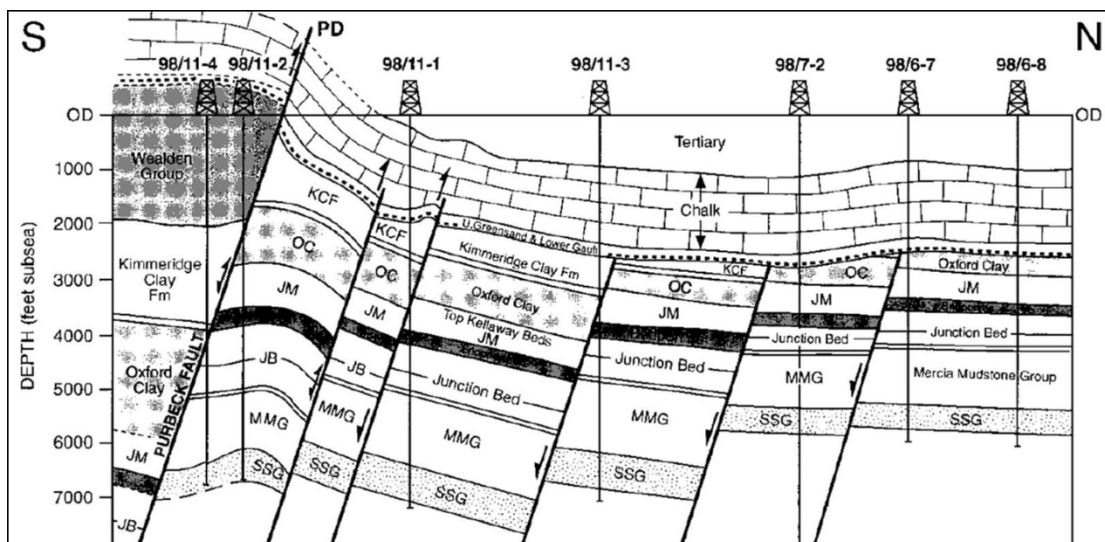 S
N
PD
98/11-4
98/11-2
98/11-1
98/11-3
98/7-2
98/6-7
98/6-8
OD
OD
1000
2000
3000
4000
5000
6000
7000
DEPTH (feet subsea)
Wealden
Group
Kimmeridge
Clay
Fm
Oxford
Clay
JM
JB
PURBECK FAULT
KCF
OC
JM
JB
MMG
SSG
KCF
OC
JM
JB
MMG
SSG
Tertiary
Chalk
U.Greensand & Lower Gault
Kimmeridge Clay Fm
Oxford Clay
Top Kellaway Beds
JM
Junction Bed
MMG
SSG
KCF
OC
JM
Junction Bed
MMG
SSG
OC
JM
Junction Bed
MMG
SSG
Oxford Clay
JM
Junction Bed
Mercia Mudstone Group
SSG